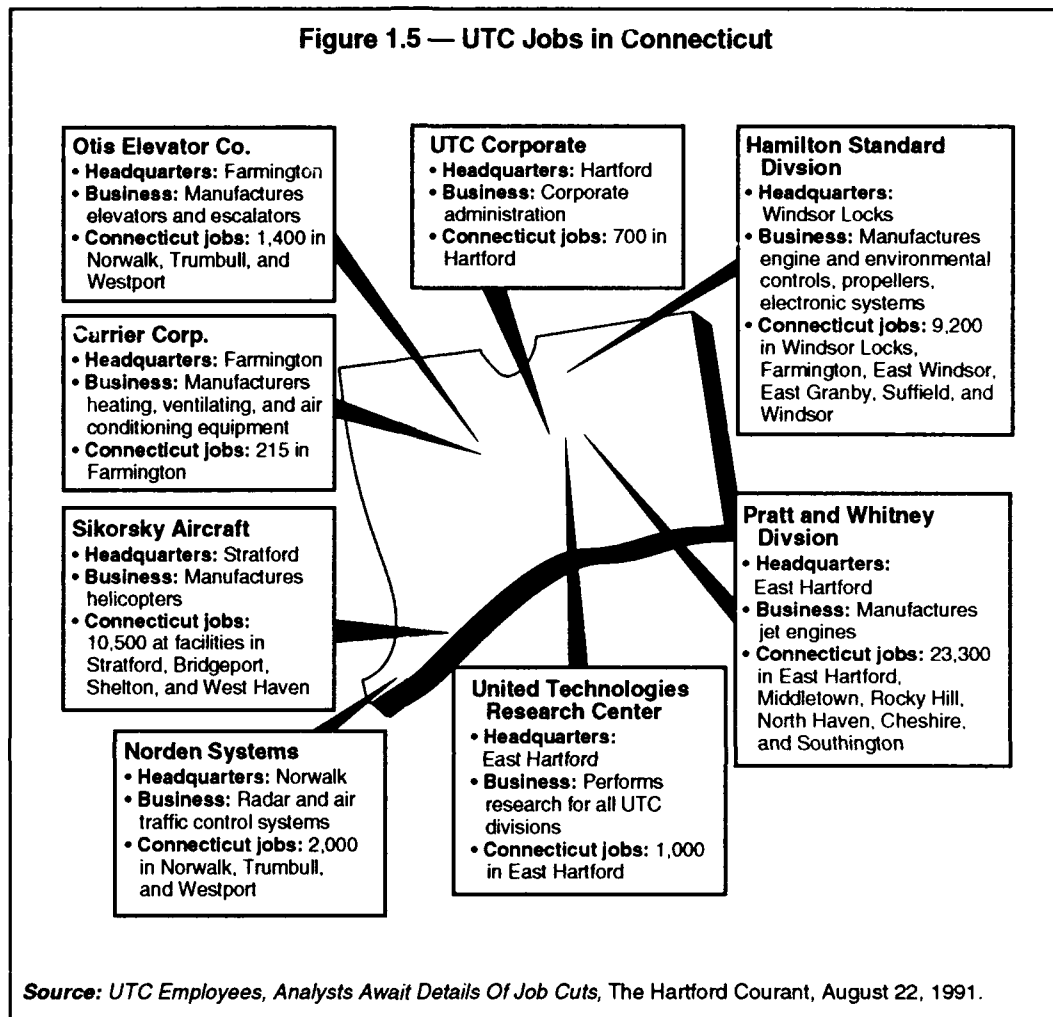 Figure 1.5 — UTC Jobs in Connecticut
Otis Elevator Co.
• Headquarters: Farmington
• Business: Manufactures
elevators and escalators
• Connecticut jobs: 1,400 in
Norwalk, Trumbull, and
Westport
UTC Corporate
• Headquarters: Hartford
• Business: Corporate
administration
• Connecticut jobs: 700 in
Hartford
Hamilton Standard
Divsion
• Headquarters:
Windsor Locks
• Business: Manufactures
engine and environmental
controls, propellers,
electronic systems
• Connecticut jobs: 9,200
in Windsor Locks,
Farmington, East Windsor,
East Granby, Suffield, and
Windsor
Currier Corp.
• Headquarters: Farmington
• Business: Manufacturers
heating, ventilating, and air
conditioning equipment
• Connecticut jobs: 215 in
Farmington
Sikorsky Aircraft
• Headquarters: Stratford
• Business: Manufactures
helicopters
• Connecticut jobs:
10,500 at facilities in
Stratford, Bridgeport,
Shelton, and West Haven
Pratt and Whitney
Divsion
• Headquarters:
East Hartford
• Business: Manufactures
jet engines
• Connecticut jobs: 23,300
in East Hartford,
Middletown, Rocky Hill,
North Haven, Cheshire,
and Southington
Norden Systems
• Headquarters: Norwalk
• Business: Radar and air
traffic control systems
• Connecticut jobs: 2,000
in Norwalk, Trumbull,
and Westport
United Technologies
Research Center
• Headquarters:
East Hartford
• Business: Performs
research for all UTC
divisions
• Connecticut jobs: 1,000
in East Hartford
Source: UTC Employees, Analysts Await Details Of Job Cuts, The Hartford Courant, August 22, 1991.